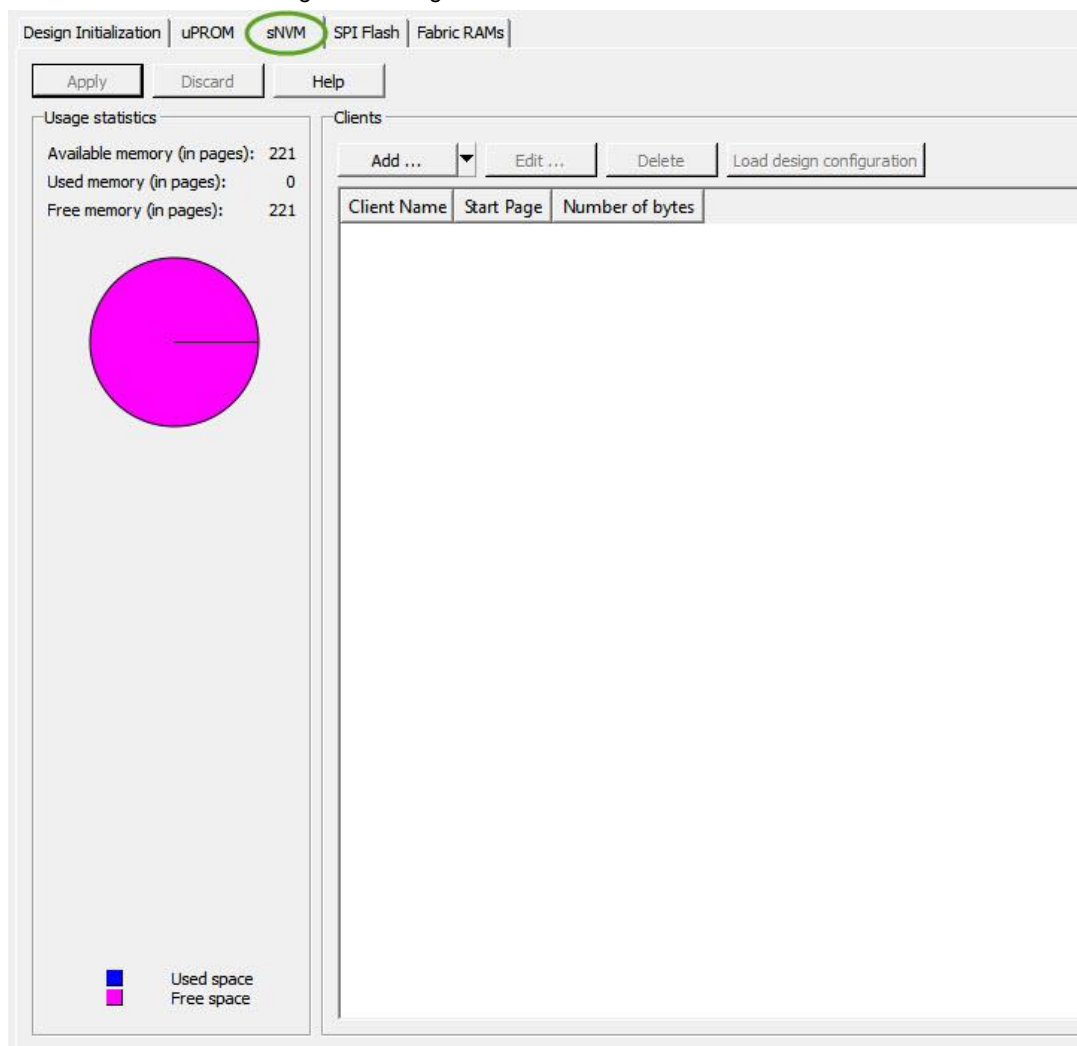 Design Initialization uPROM sNVM SPI Flash Fabric RAMs
Apply Discard Help
Usage statistics
Available memory (in pages): 221
Used memory (in pages): 0
Free memory (in pages): 221
Used space
Free space
Clients
Add ... Edit ... Delete Load design configuration
Client Name Start Page Number of bytes